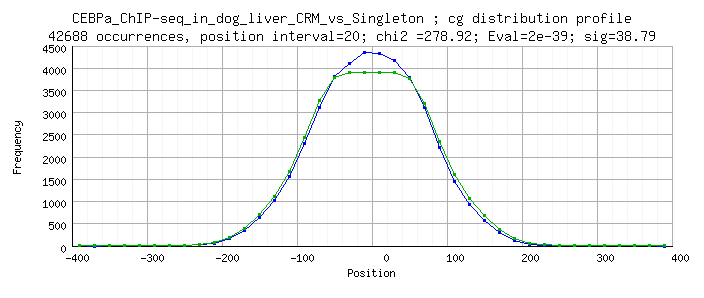 CEBPa_ChIP-seq_in_dog_liver_CRM_vs_Singleton ; cg distribution profile
42688 occurrences, position interval=20; chi2 =278.92; Eval=2e-39; sig=38.79
4500
4000
3500
3000
2500
2000
1500
1000
500
0
Frequency
-400 -300 -200 -100 0 100 200 300 400
Position